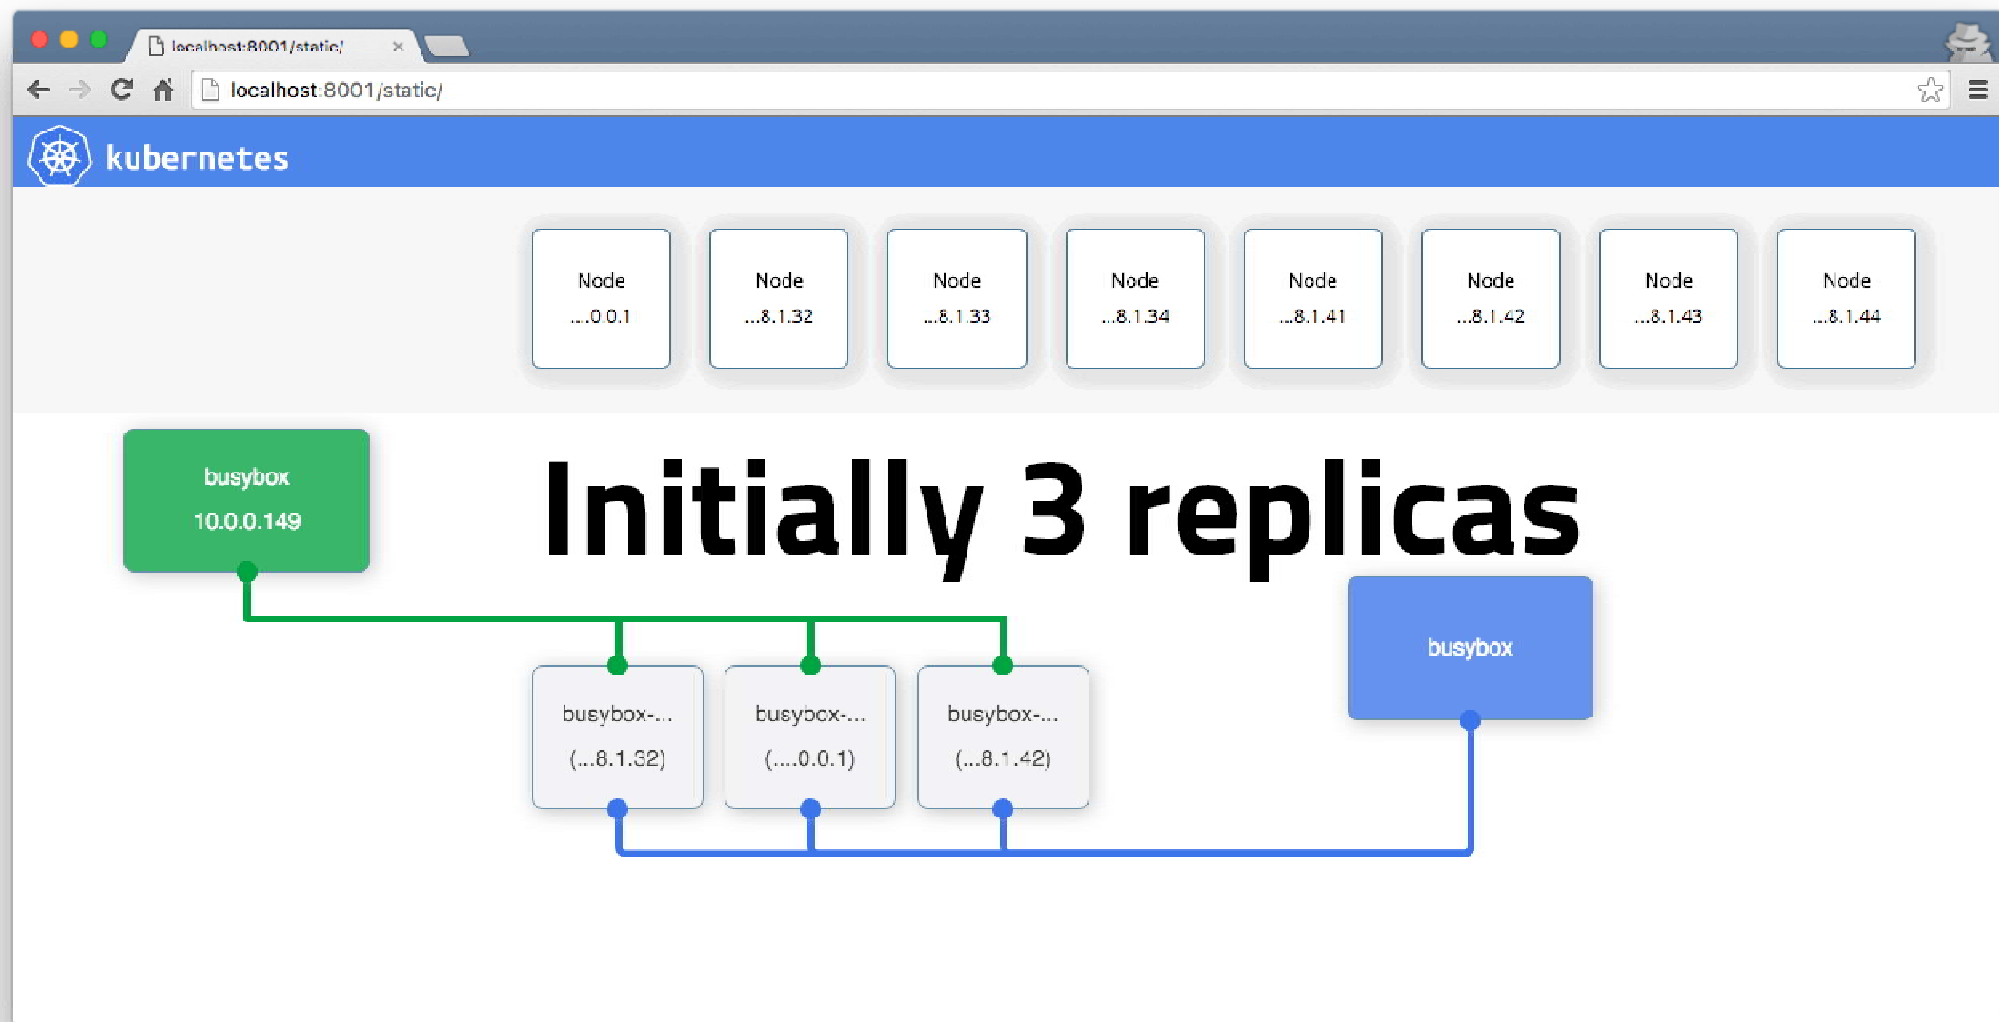 localhost:8001/static/
localhost:8001/static/
kubernetes
Node
....0.0.1
Node
...8.1.32
Node
...8.1.33
Node
...8.1.34
Node
...8.1.41
Node
...8.1.42
Node
...8.1.43
Node
...8.1.44
busybox
10.0.0.149
Initially 3 replicas
busybox
busybox-...
(...8.1.32)
busybox-...
(....0.0.1)
busybox-...
(...8.1.42)